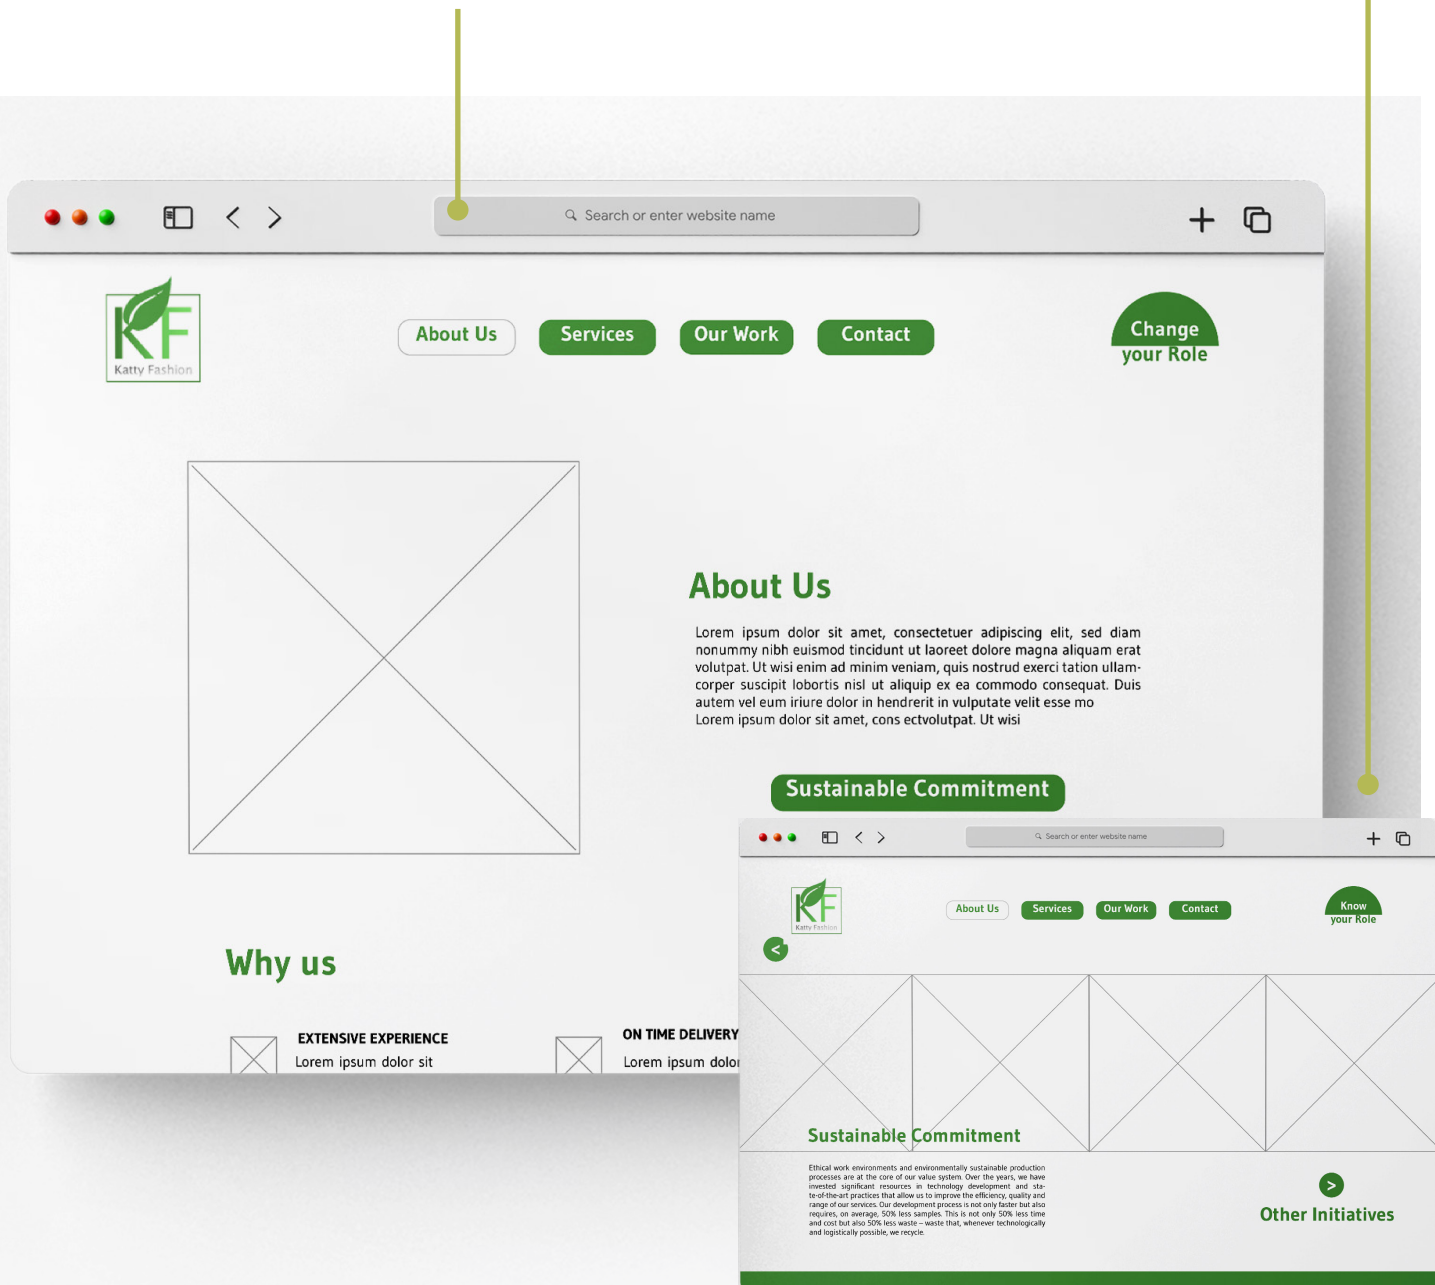 Search or enter website name
KF
Katty Fashion
About Us
Services
Our Work
Contact
Change
your Role
About Us
Lorem ipsum dolor sit amet, consectetuer adipiscing elit, sed diam
nonummy nibh euismod tincidunt ut laoreet dolore magna aliquam erat
volutpat. Ut wisi enim ad minim veniam, quis nostrud exerci tation ullam-
corper suscipit lobortis nisl ut aliquip ex ea commodo consequat. Duis
autem vel eum iriure dolor in hendrerit in vulputate velit esse mo
Lorem ipsum dolor sit amet, cons ectvolutpat. Ut wisi
Sustainable Commitment
Why us
EXTENSIVE EXPERIENCE
Lorem ipsum dolor sit
ON TIME DELIVERY
Lorem ipsum dolor
Search or enter website name
KF
Katty Fashion
About Us
Services
Our Work
Contact
Know
your Role
<
Sustainable Commitment
Ethical work environments and environmentally sustainable production
processes are at the core of our value system. Over the years, we have
invested significant resources in technology development and sta-
te-of-the-art practices that allow us to improve the efficiency, quality and
range of our services. Our development process is not only faster but also
requires, on average, 50% less samples. This is not only 50% less time
and cost but also 50% less waste – waste that, whenever technologically
and logistically possible, we recycle.
>
Other Initiatives